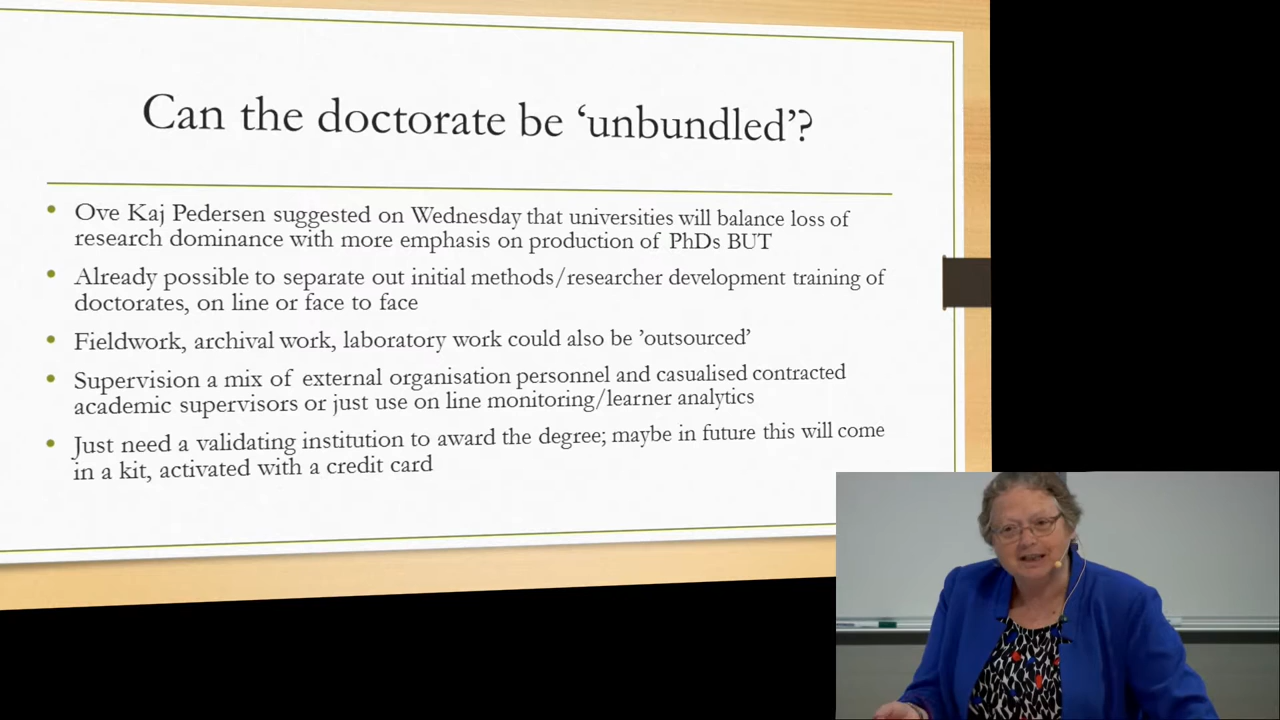 Can the doctorate be ‘unbundled’?
• Ove Kaj Pedersen suggested on Wednesday that universities will balance loss of
research dominance with more emphasis on production of PhDs BUT
• Already possible to separate out initial methods/researcher development training of
doctorates, on line or face to face
• Fieldwork, archival work, laboratory work could also be ’outsourced’
• Supervision a mix of external organisation personnel and casualised contracted
academic supervisors or just use on line monitoring/learner analytics
• Just need a validating institution to award the degree; maybe in future this will come
in a kit, activated with a credit card